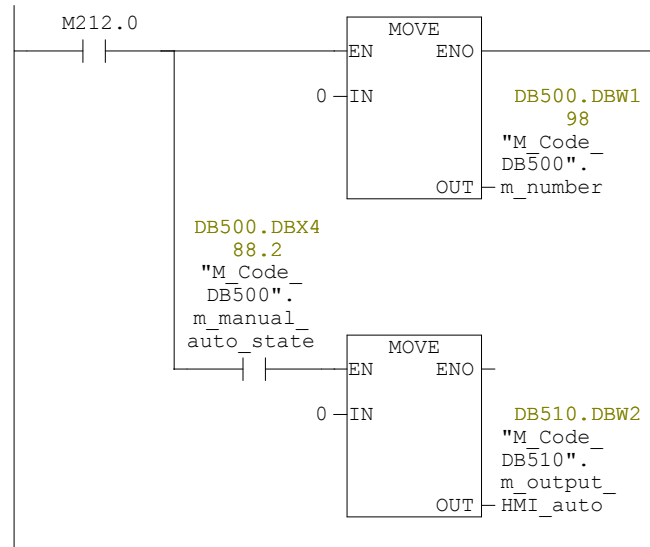 M212.0
MOVE
EN ENO
0 IN DB500.DBW1
98
"M_Code_
DB500".
OUT m_number
DB500.DBX4
88.2
"M_Code_
DB500".
m_manual_
auto_state
MOVE
EN ENO
0 IN DB510.DBW2
"M_Code_
DB510".
m_output_
OUT HMI_auto